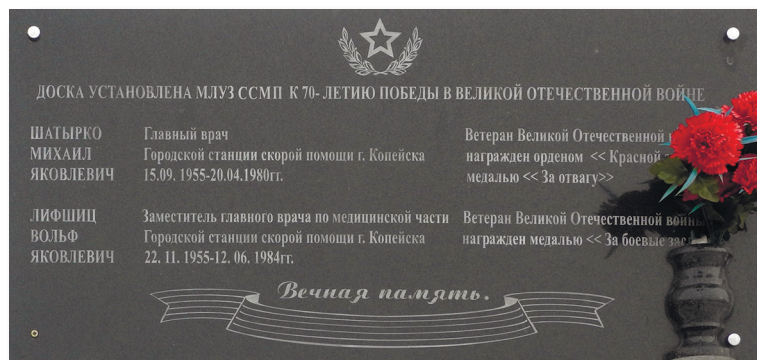 ДОСКА УСТАНОВЛЕНА МЛУЗ ССМП К 70- ЛЕТИЮ ПОБЕДЫ В ВЕЛИКОЙ ОТЕЧЕСТВЕННОЙ ВОЙНЕ
ШАТЫРКО Главный врач Ветеран Великой Отечественной
МИХАИЛ Городской станции скорой помощи г. Копейска награжден орденом << Красной
ЯКОВЛЕВИЧ 15.09. 1955-20.04.1980гг. медалью << За отвагу>>
ЛИФШИЦ Заместитель главного врача по медицинской части Ветеран Великой Отечественной войны
ВОЛЬФ Городской станции скорой помощи г. Копейска награжден медалью << За боевые
ЯКОВЛЕВИЧ 22. 11. 1955-12. 06. 1984гг.
Вечная память.